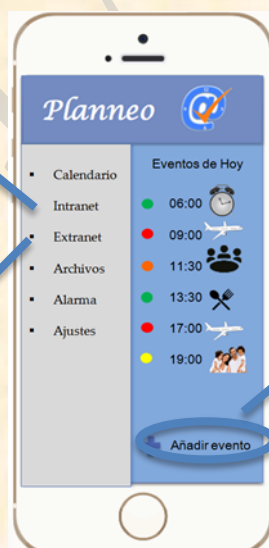 Planneo
Calendario
Intranet
Extranet
Archivos
Alarma
Ajustes
Eventos de Hoy
06:00
09:00
11:30
13:30
17:00
19:00
Añadir evento